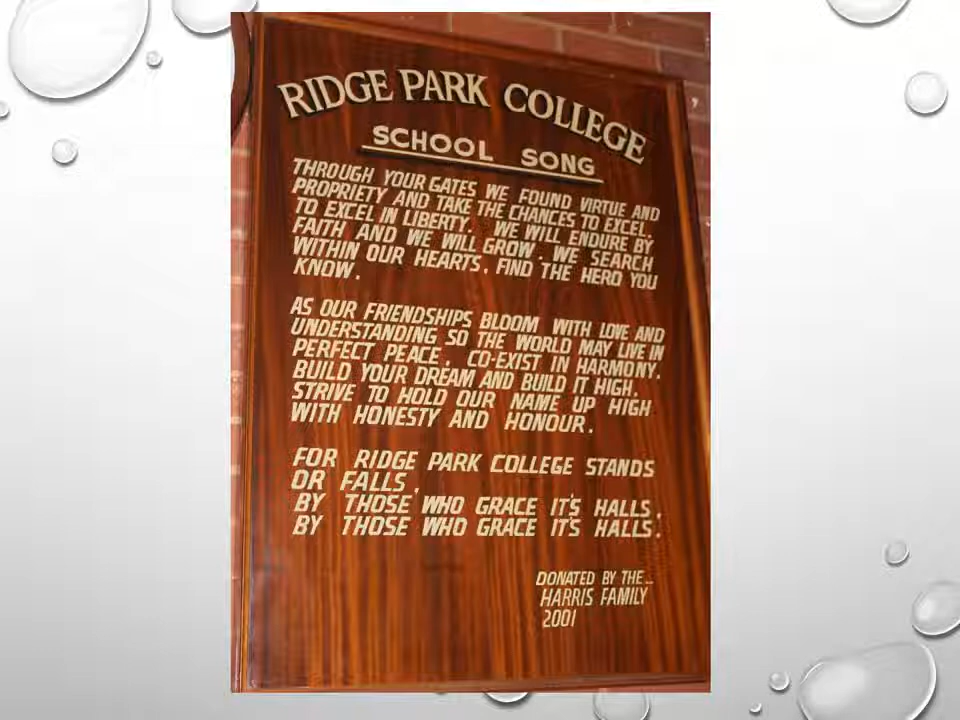 RIDGE PARK COLLEGE
SCHOOL SONG
THROUGH YOUR GATES WE FOUND VIRTUE AND
PROPRIETY AND TAKE THE CHANCES TO EXCEL,
TO EXCEL IN LIBERTY. WE WILL ENDURE BY
FAITH AND WE WILL GROW. WE SEARCH
WITHIN OUR HEARTS, FIND THE HERO YOU
KNOW.
AS OUR FRIENDSHIPS BLOOM WITH LOVE AND
UNDERSTANDING SO THE WORLD MAY LIVE IN
PERFECT PEACE. CO-EXIST IN HARMONY.
BUILD YOUR DREAM AND BUILD IT HIGH.
STRIVE TO HOLD OUR NAME UP HIGH
WITH HONESTY AND HONOUR.
FOR RIDGE PARK COLLEGE STANDS
OR FALLS,
BY THOSE WHO GRACE IT'S HALLS,
BY THOSE WHO GRACE IT'S HALLS.
DONATED BY THE...
HARRIS FAMILY
2001